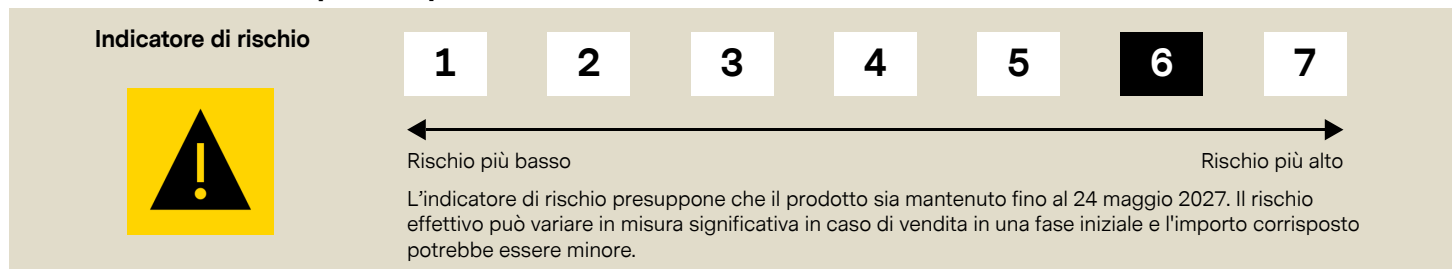 Indicatore di rischio
1 2 3 4 5 6 7
Rischio più basso Rischio più alto
L'indicatore di rischio presuppone che il prodotto sia mantenuto fino al 24 maggio 2027. Il rischio
effettivo può variare in misura significativa in caso di vendita in una fase iniziale e l'importo corrisposto
potrebbe essere minore.